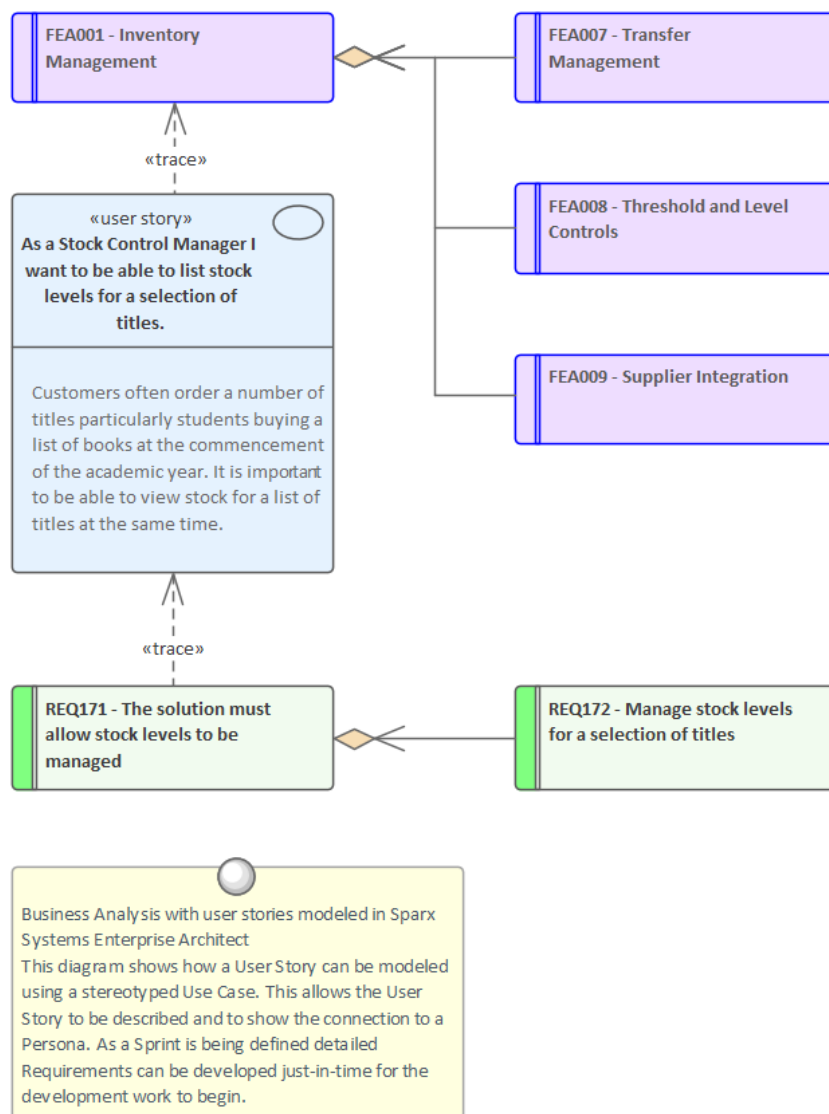 FEA001 - Inventory
Management
FEA007 - Transfer
Management
«trace»
FEA008 - Threshold and Level
Controls
«user story»
As a Stock Control Manager I
want to be able to list stock
levels for a selection of
titles.
FEA009 - Supplier Integration
Customers often order a number of
titles particularly students buying a
list of books at the commencement
of the academic year. It is important
to be able to view stock for a list of
titles at the same time.
«trace»
REQ171 - The solution must
allow stock levels to be
managed
REQ172 - Manage stock levels
for a selection of titles
Business Analysis with user stories modeled in Sparx
Systems Enterprise Architect
This diagram shows how a User Story can be modeled
using a stereotyped Use Case. This allows the User
Story to be described and to show the connection to a
Persona. As a Sprint is being defined detailed
Requirements can be developed just-in-time for the
development work to begin.